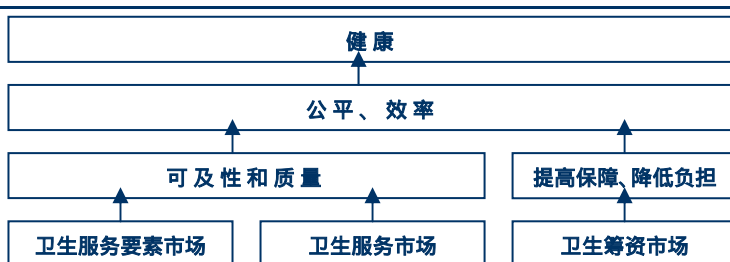 健康
公平、效率
可及性和质量
提高保障、降低负担
卫生服务要素市场
卫生服务市场
卫生筹资市场